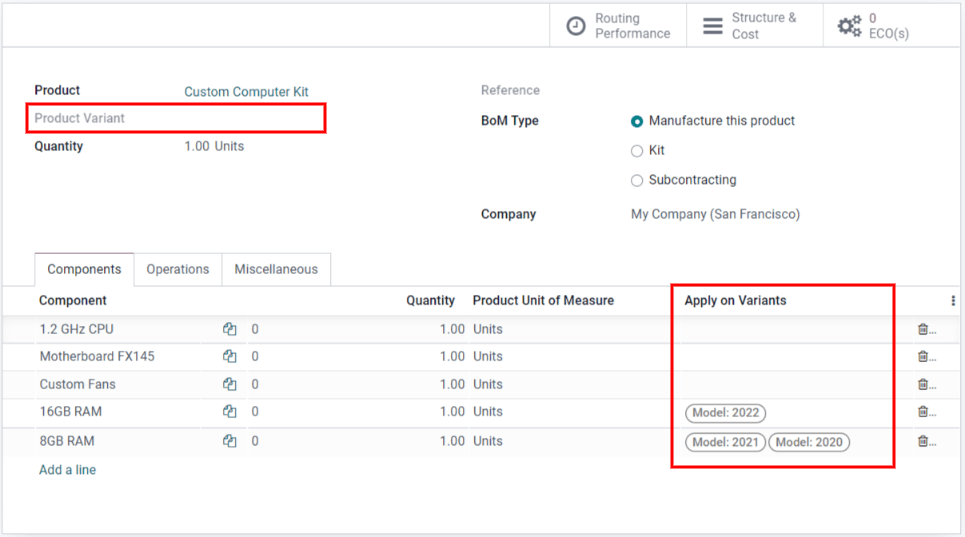 Routing Performance
Structure & Cost
0 ECO(s)
Product Custom Computer Kit
Product Variant
Quantity 1.00 Units
Reference
BoM Type Manufacture this product
Kit
Subcontracting
Company My Company (San Francisco)
Components Operations Miscellaneous
Component Quantity Product Unit of Measure Apply on Variants
1.2 GHz CPU 0 1.00 Units ...
Motherboard FX145 0 1.00 Units ...
Custom Fans 0 1.00 Units ...
16GB RAM 0 1.00 Units Model: 2022 ...
8GB RAM 0 1.00 Units Model: 2021 Model: 2020 ...
Add a line